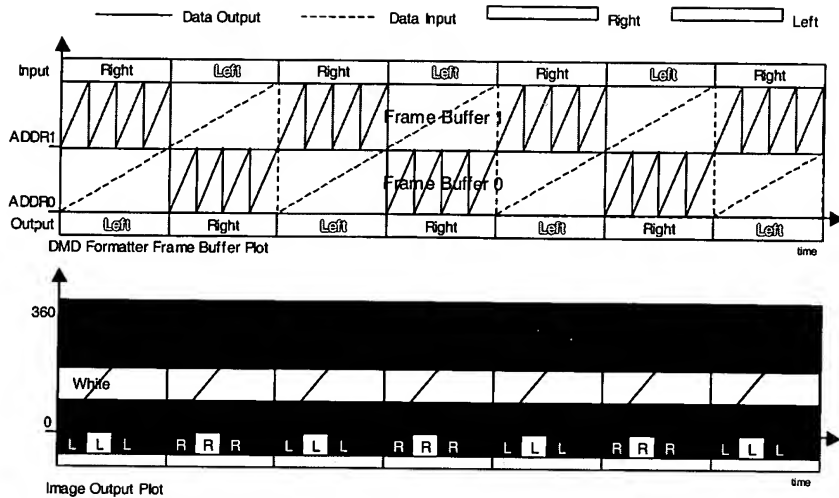 Data Output Data Input Right Left
Input Right Left Right Left Right Left Right
Frame Buffer 1
ADDR1
Frame Buffer 0
ADDR0
Output Left Right Left Right Left Right Left
DMD Formatter Frame Buffer Plot time
360
White
0
L L L R R R L L L R R R L L L R R R L L L
Image Output Plot time